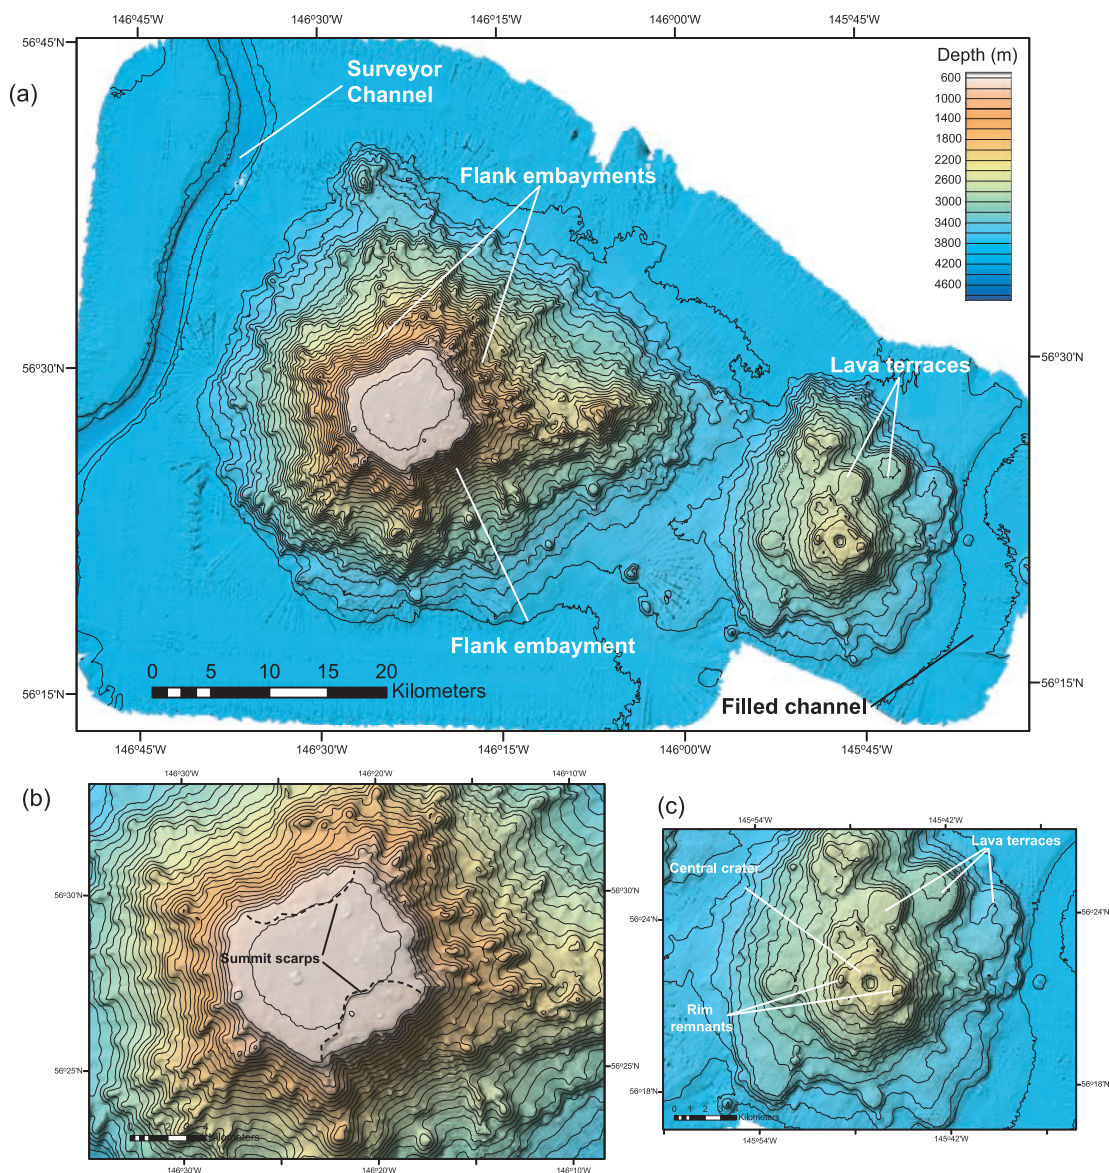 146°45'W 146°30'W 146°15'W 146°00'W 145°45'W
56°45'N
(a)
Surveyor
Channel
Depth (m)
600
1000
1400
1800
2200
2600
3000
3400
3800
4200
4600
Flank embayments
56°30'N
56°30'N
Lava terraces
Flank embayment
0 5 10 15 20
Kilometers
Filled channel
56°15'N
56°15'N
146°45'W 146°30'W 146°15'W 146°00'W 145°45'W
(b)
146°30'W 146°20'W 146°10'W
56°30'N
56°30'N
Summit scarps
56°25'N
56°25'N
Kilometers
146°30'W 146°20'W 146°10'W
(c)
145°54'W 145°42'W
Lava terraces
Central crater
56°24'N
56°24'N
Rim
remnants
56°18'N
56°18'N
0 1 2 3 4
Kilometers
145°54'W 145°42'W